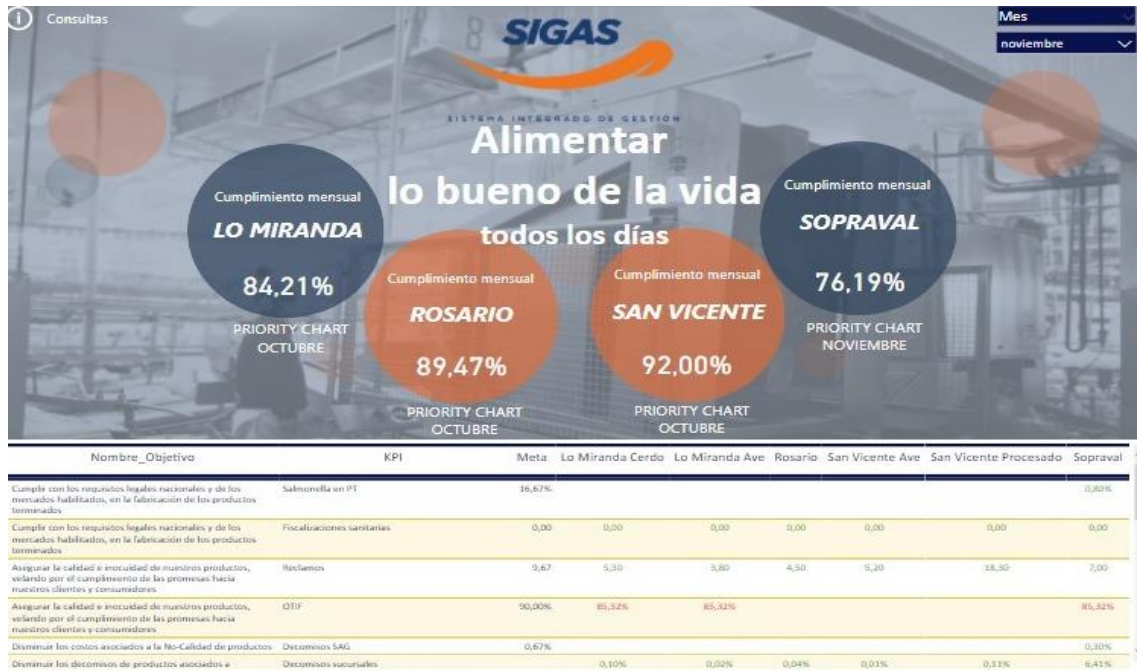 Consultas
SIGAS
SISTEMA INTEGRADO DE GESTIÓN
Mes
noviembre
Alimentar
lo bueno de la vida
todos los días
Cumplimiento mensual
LO MIRANDA
84,21%
PRIORITY CHART
OCTUBRE
Cumplimiento mensual
ROSARIO
89,47%
PRIORITY CHART
OCTUBRE
Cumplimiento mensual
SAN VICENTE
92,00%
PRIORITY CHART
OCTUBRE
Cumplimiento mensual
SOPRAVAL
76,19%
PRIORITY CHART
NOVIEMBRE
Nombre_Objetivo KPI Meta Lo Miranda Cerdo Lo Miranda Ave Rosario San Vicente Ave San Vicente Procesado Sopraval
Cumplir con los requisitos legales nacionales y de los Salmonella en PT 16,67% 0,80%
mercados habilitados, en la fabricación de los productos
terminados
Cumplir con los requisitos legales nacionales y de los Fiscalizaciones sanitarias 0,00 0,00 0,00 0,00 0,00 0,00 0,00
mercados habilitados, en la fabricación de los productos
terminados
Asegurar la calidad e inocuidad de nuestros productos, Reclamos 9,67 5,30 3,80 4,50 5,20 18,30 7,00
velando por el cumplimiento de las promesas hacia
nuestros clientes y consumidores
Asegurar la calidad e inocuidad de nuestros productos, OTIF 90,00% 85,32% 85,32% 85,32%
velando por el cumplimiento de las promesas hacia
nuestros clientes y consumidores
Disminuir los costos asociados a la No-Calidad de productos Decomisos SAG 0,67% 0,30%
Disminuir los decomisos de productos asociados a Decomisos sucursales 0,10% 0,02% 0,04% 0,01% 0,11% 6,41%